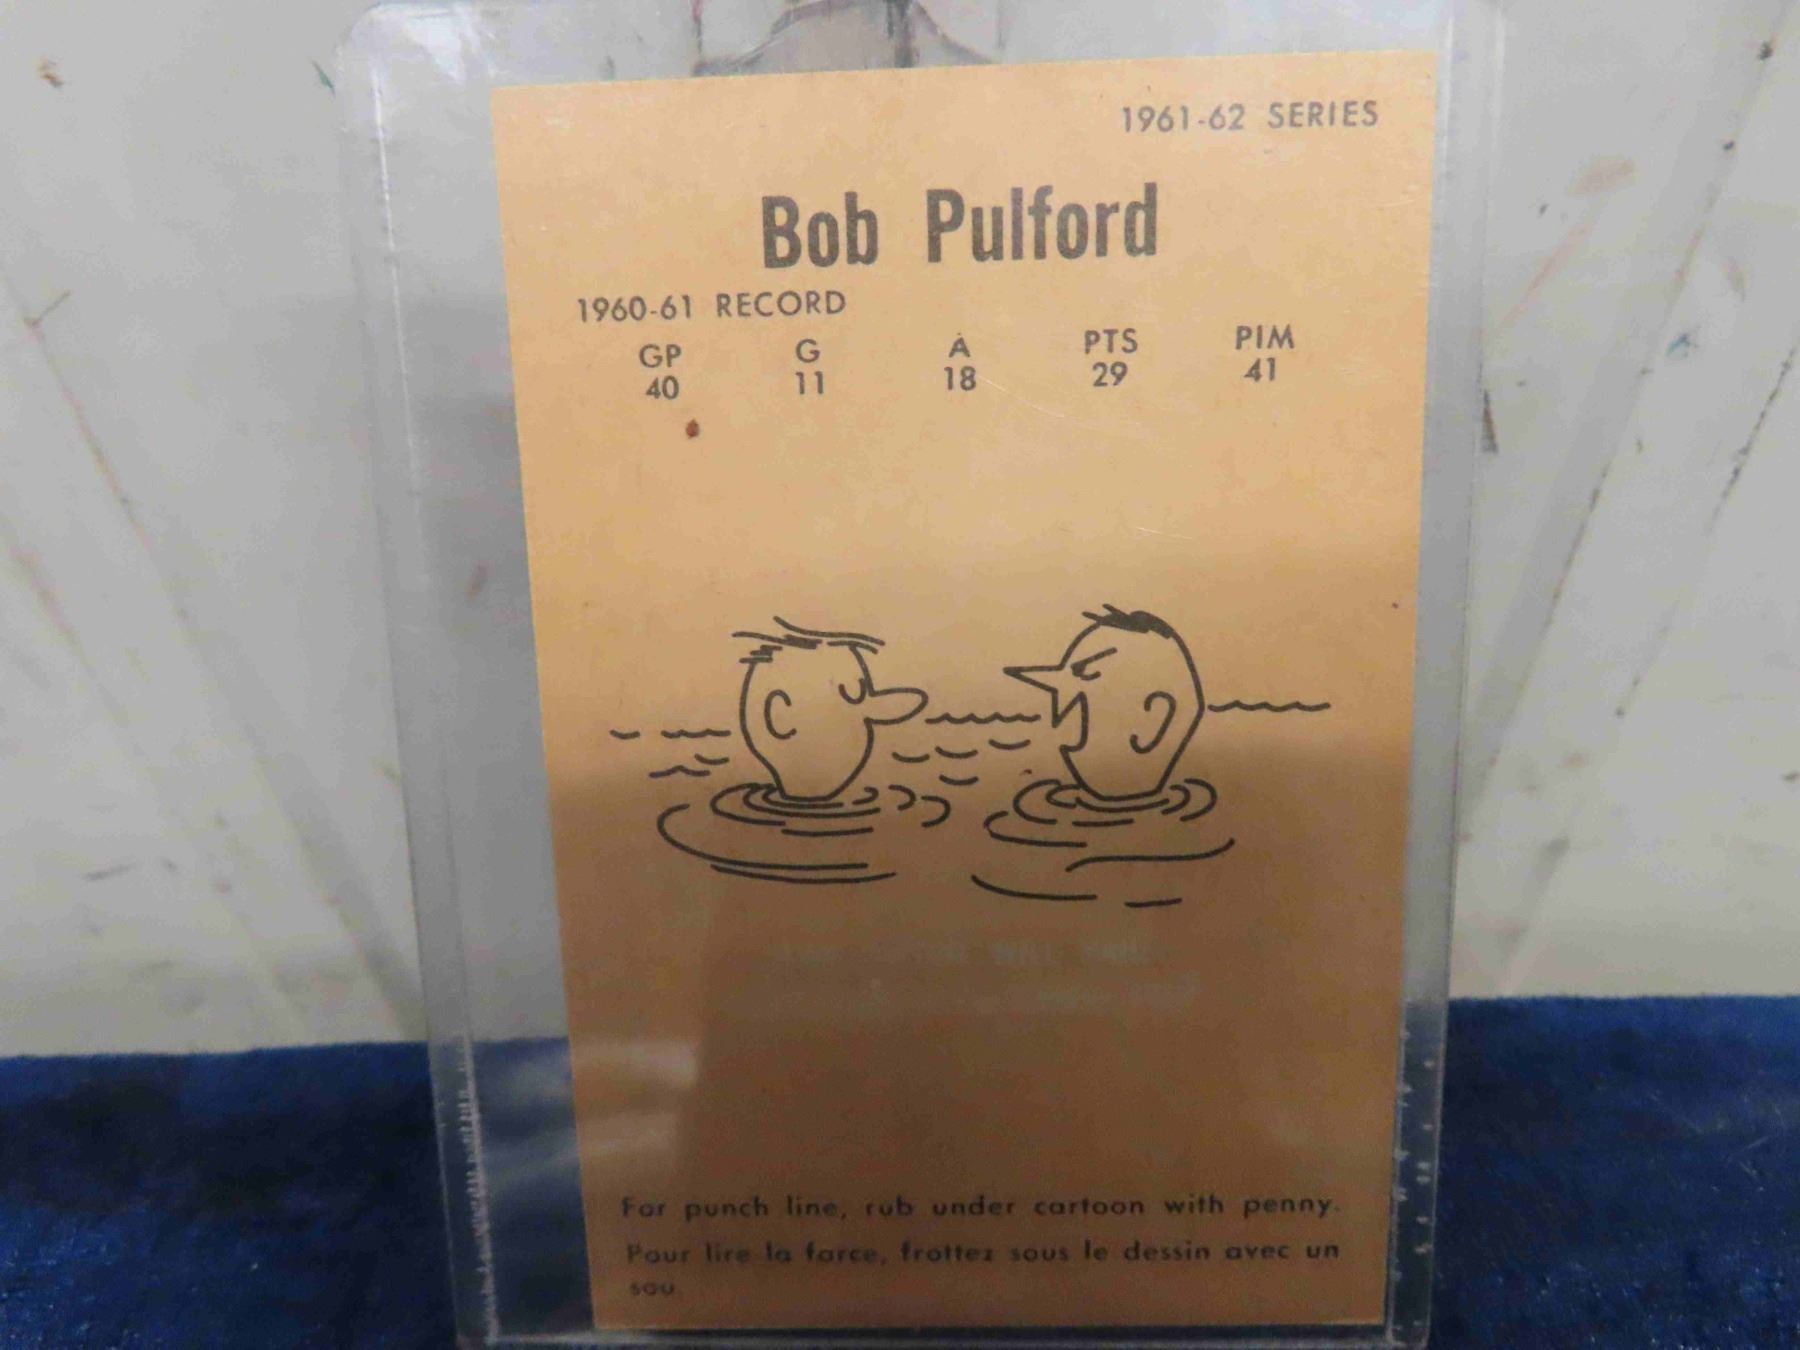 1961-62 SERIES
Bob Pulford
1960-61 RECORD
GP G A PTS PIM
40 11 18 29 41
WILL
For punch line, rub under cartoon with penny.
Pour lire la farce, frottez sous le dessin avec un
sou.